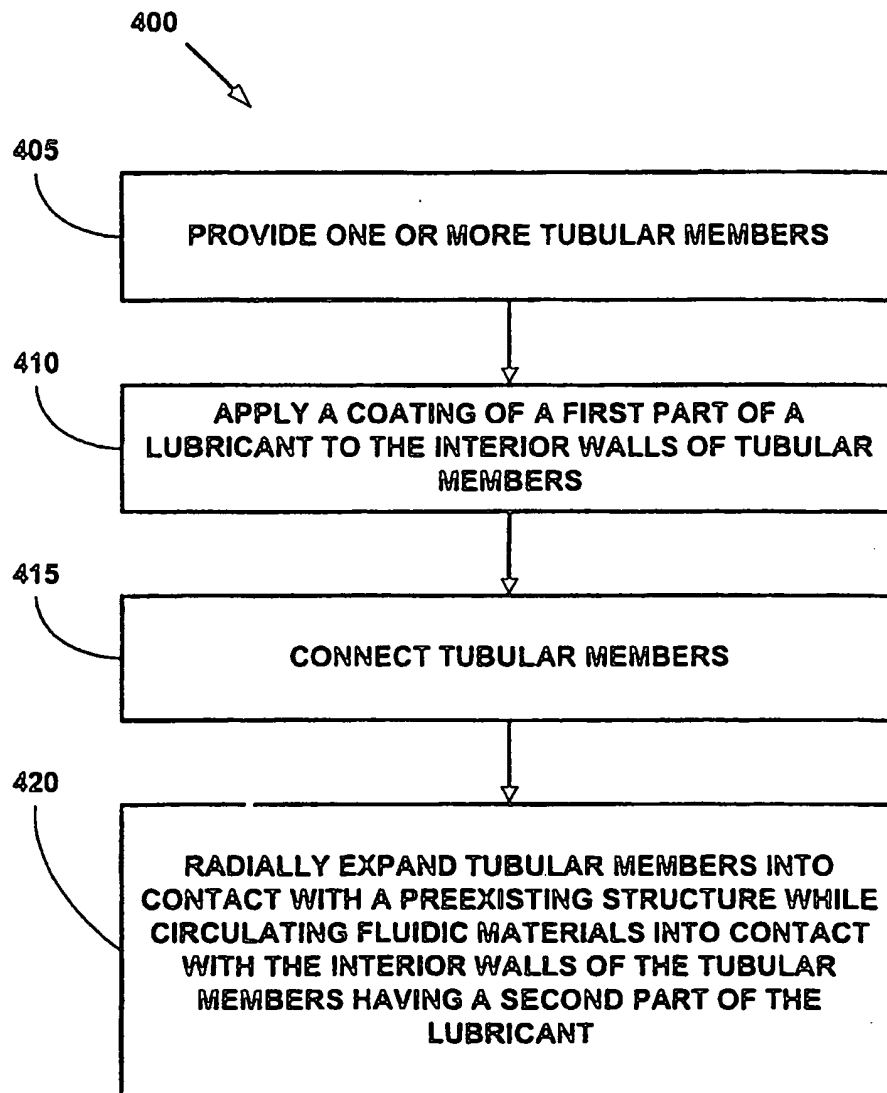 400
405
PROVIDE ONE OR MORE TUBULAR MEMBERS
410
APPLY A COATING OF A FIRST PART OF A
LUBRICANT TO THE INTERIOR WALLS OF TUBULAR
MEMBERS
415
CONNECT TUBULAR MEMBERS
420
RADIALLY EXPAND TUBULAR MEMBERS INTO
CONTACT WITH A PREEXISTING STRUCTURE WHILE
CIRCULATING FLUIDIC MATERIALS INTO CONTACT
WITH THE INTERIOR WALLS OF THE TUBULAR
MEMBERS HAVING A SECOND PART OF THE
LUBRICANT